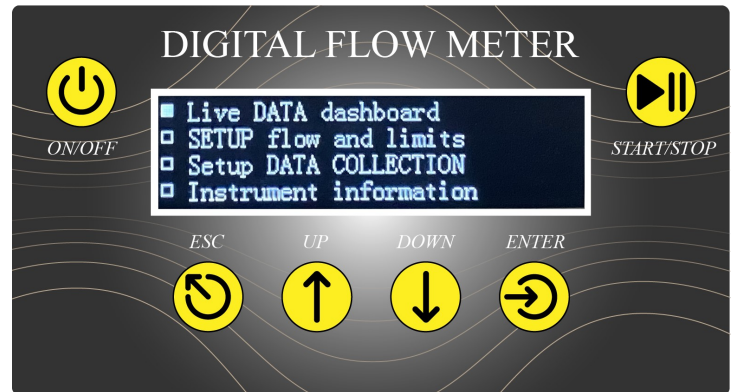 DIGITAL FLOW METER
ON/OFF
Live DATA dashboard
SETUP flow and limits
Setup DATA COLLECTION
Instrument information
START/STOP
ESC UP DOWN ENTER